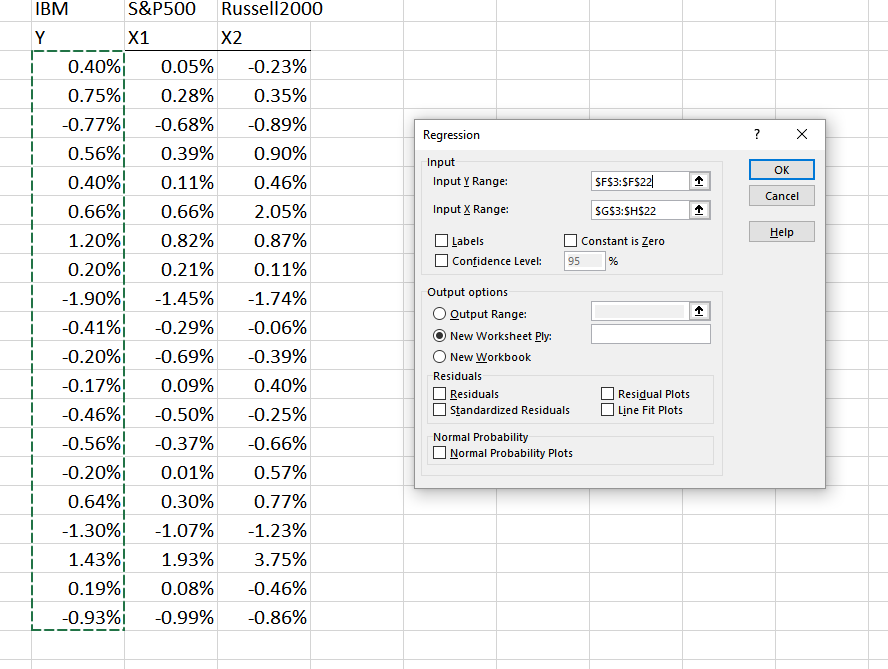 IBM S&P500 Russell2000
Y X1 X2
0.40% 0.05% -0.23%
0.75% 0.28% 0.35%
-0.77% -0.68% -0.89%
0.56% 0.39% 0.90%
0.40% 0.11% 0.46%
0.66% 0.66% 2.05%
1.20% 0.82% 0.87%
0.20% 0.21% 0.11%
-1.90% -1.45% -1.74%
-0.41% -0.29% -0.06%
-0.20% -0.69% -0.39%
-0.17% 0.09% 0.40%
-0.46% -0.50% -0.25%
-0.56% -0.37% -0.66%
-0.20% 0.01% 0.57%
0.64% 0.30% 0.77%
-1.30% -1.07% -1.23%
1.43% 1.93% 3.75%
0.19% 0.08% -0.46%
-0.93% -0.99% -0.86%
Regression ?
Input
Input Y Range: $F$3:$F$22
Input X Range: $G$3:$H$22
Labels Constant is Zero
Confidence Level: 95 %
OK
Cancel
Help
Output options
Output Range:
New Worksheet Ply:
New Workbook
Residuals
Residuals Residual Plots
Standardized Residuals Line Fit Plots
Normal Probability
Normal Probability Plots